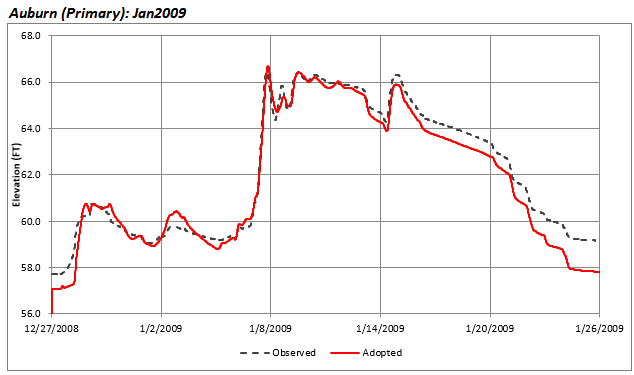 Auburn (Primary): Jan2009
68.0
66.0
64.0
62.0
60.0
58.0
56.0
Elevation (FT)
12/27/2008 1/2/2009 1/8/2009 1/14/2009 1/20/2009 1/26/2009
Observed Adopted